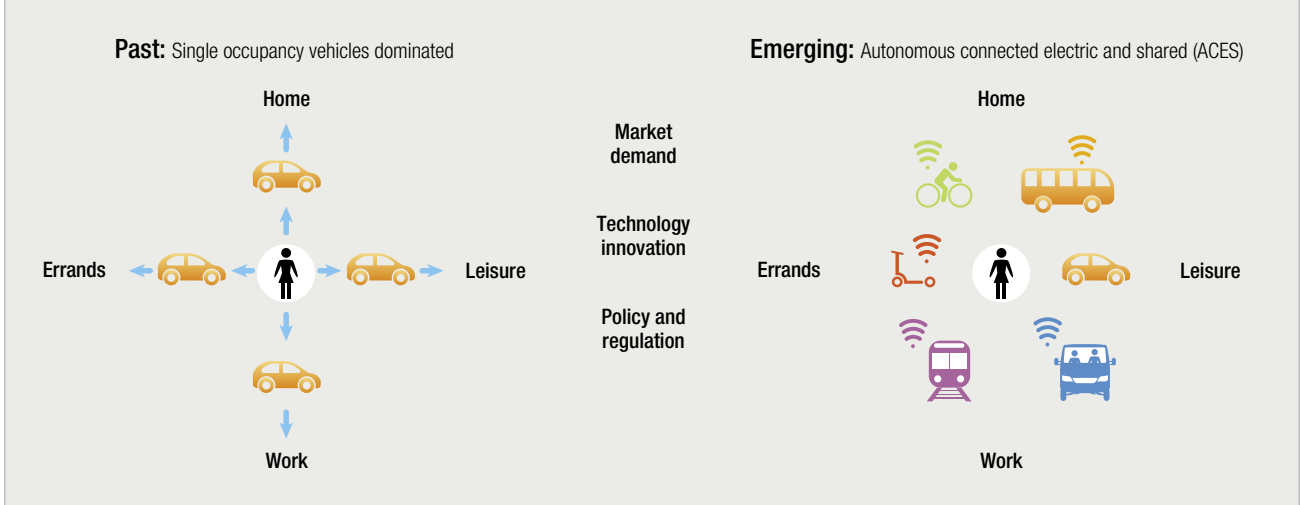 Past: Single occupancy vehicles dominated
Home
Errands
Leisure
Work
Market
demand
Technology
innovation
Policy and
regulation
Emerging: Autonomous connected electric and shared (ACES)
Home
Errands
Leisure
Work